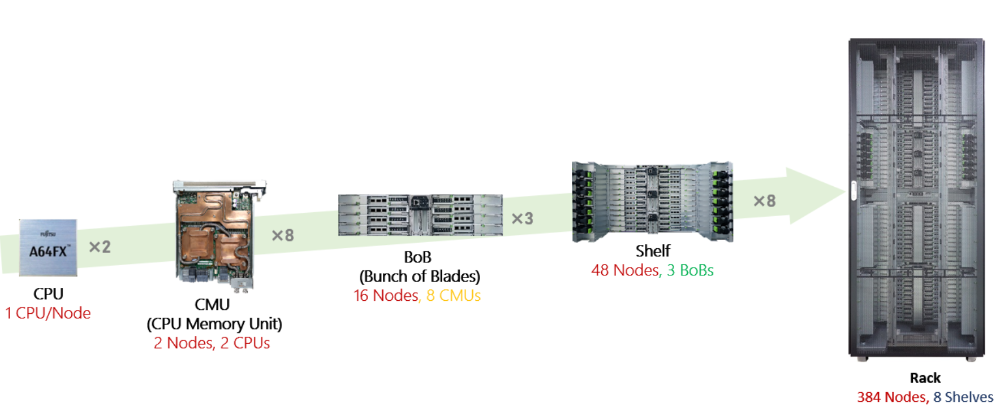 FUJITSU
A64FX™
×2
CPU
1 CPU/Node
CMU
(CPU Memory Unit)
2 Nodes, 2 CPUs
×8
BoB
(Bunch of Blades)
16 Nodes, 8 CMUs
×3
Shelf
48 Nodes, 3 BoBs
×8
Rack
384 Nodes, 8 Shelves